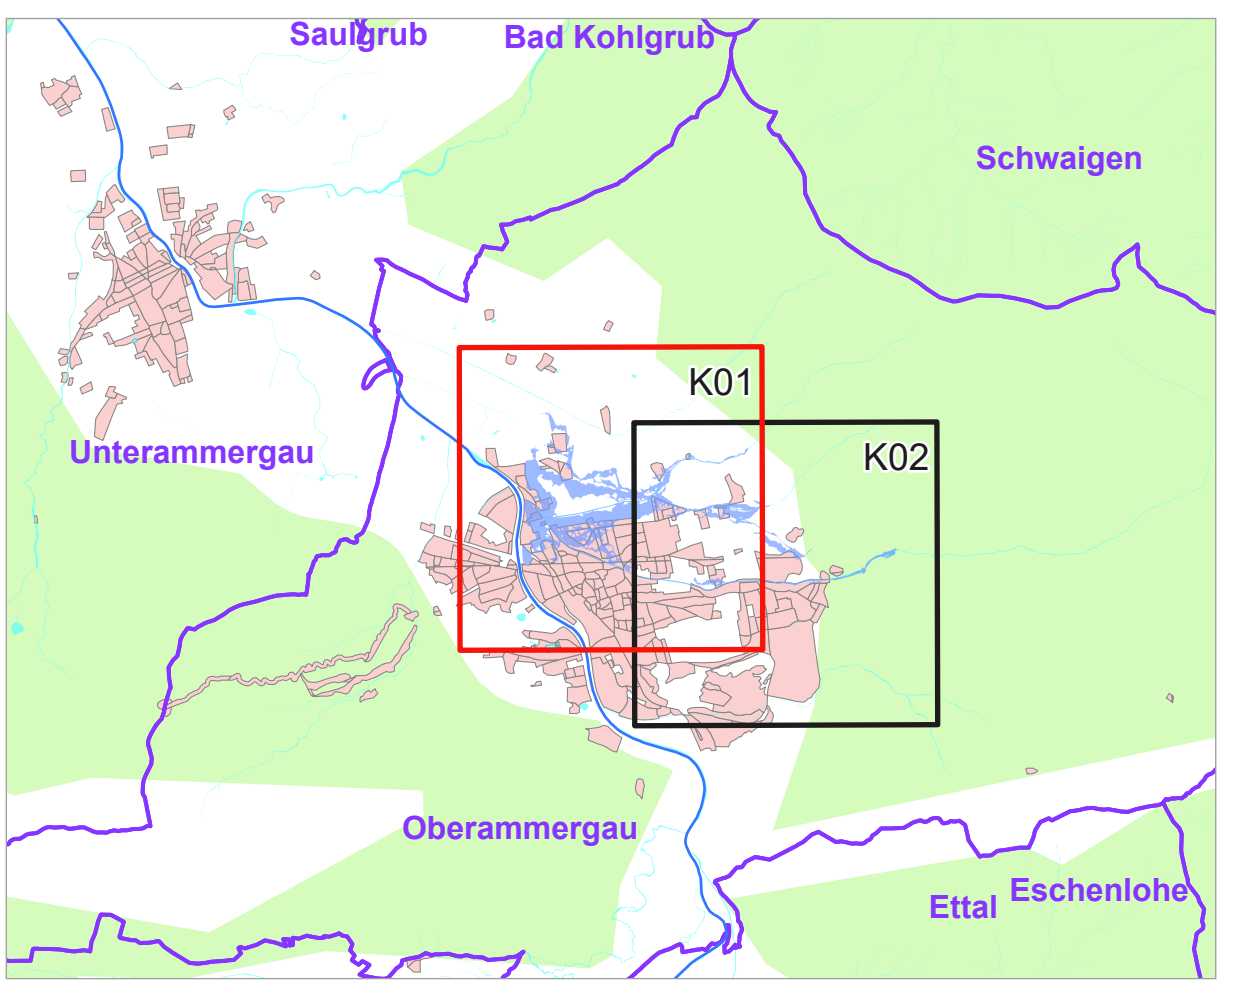 Saulgrub
Bad Kohlgrub
Schwaigen
K01
Unterammergau
K02
Oberammergau
Eschenlohe
Ettal